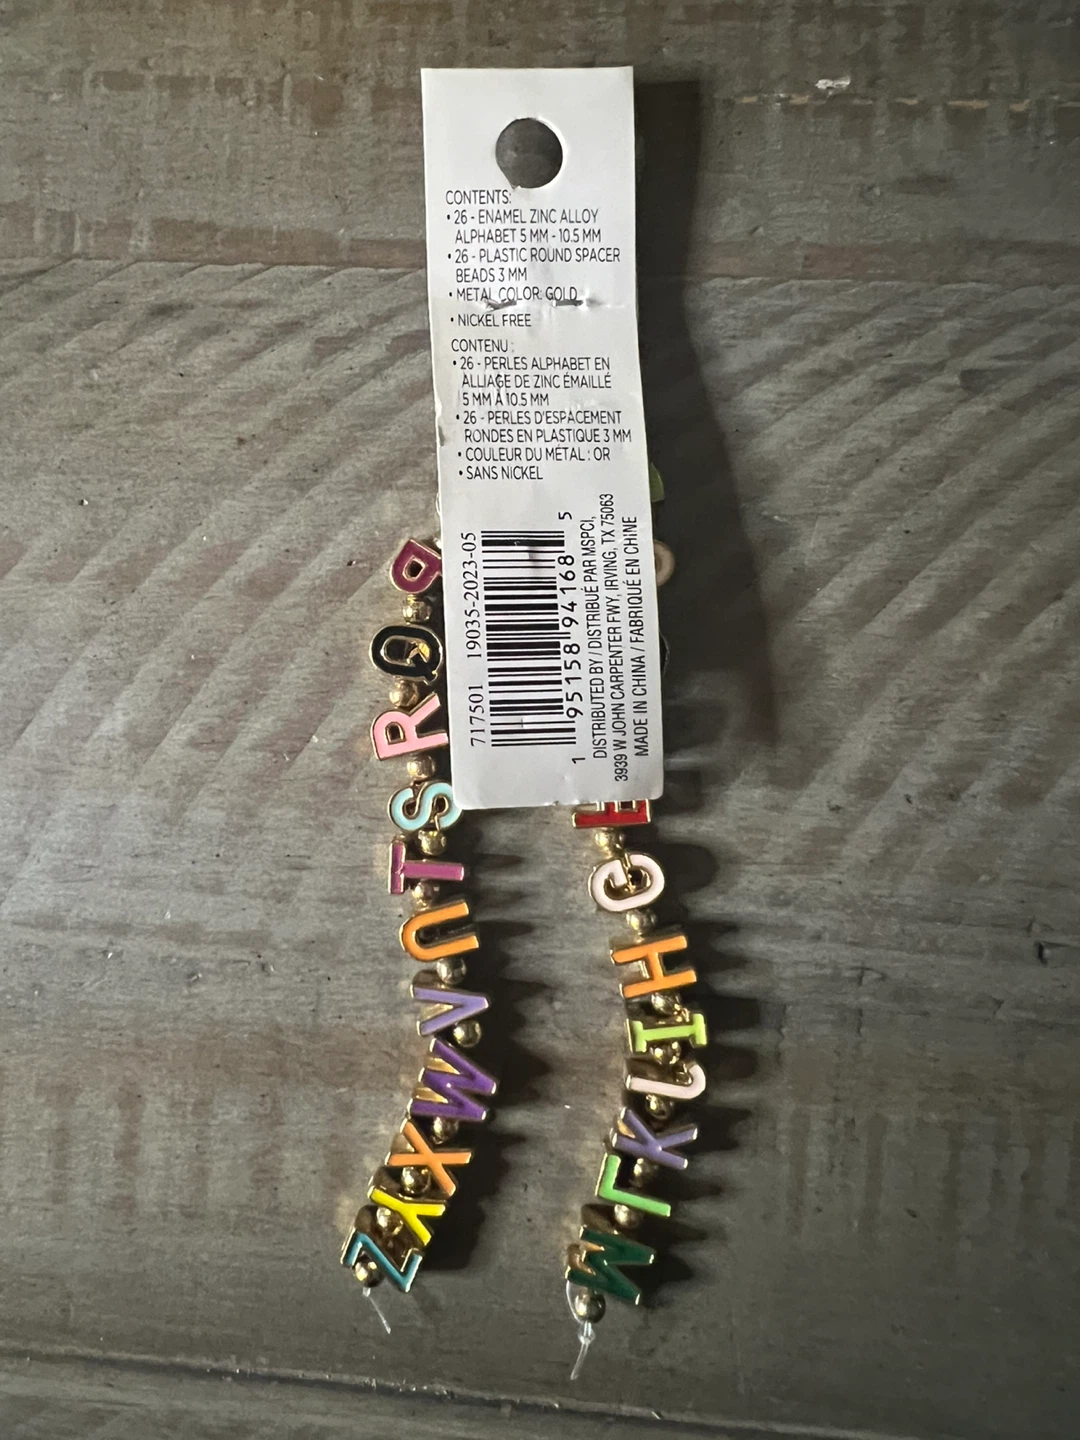 CONTENTS:
• 26 - ENAMEL ZINC ALLOY
ALPHABET 5 MM - 10.5 MM
• 26 - PLASTIC ROUND SPACER
BEADS 3 MM
• METAL COLOR: GOLD
• NICKEL FREE
CONTENU :
• 26 - PERLES ALPHABET EN
ALLIAGE DE ZINC ÉMAILLÉ
5 MM À 10.5 MM
• 26 - PERLES D'ESPACEMENT
RONDES EN PLASTIQUE 3 MM
• COULEUR DU MÉTAL : OR
• SANS NICKEL
717501 19035-2023-05
1 95158 94168 5
DISTRIBUTED BY / DISTRIBUÉ PAR MSPCI,
3939 W JOHN CARPENTER FWY, IRVING, TX 75063
MADE IN CHINA / FABRIQUÉ EN CHINE
P
Q
R
S
T
U
V
W
X
Y
Z
E
G
H
I
J
K
L
M